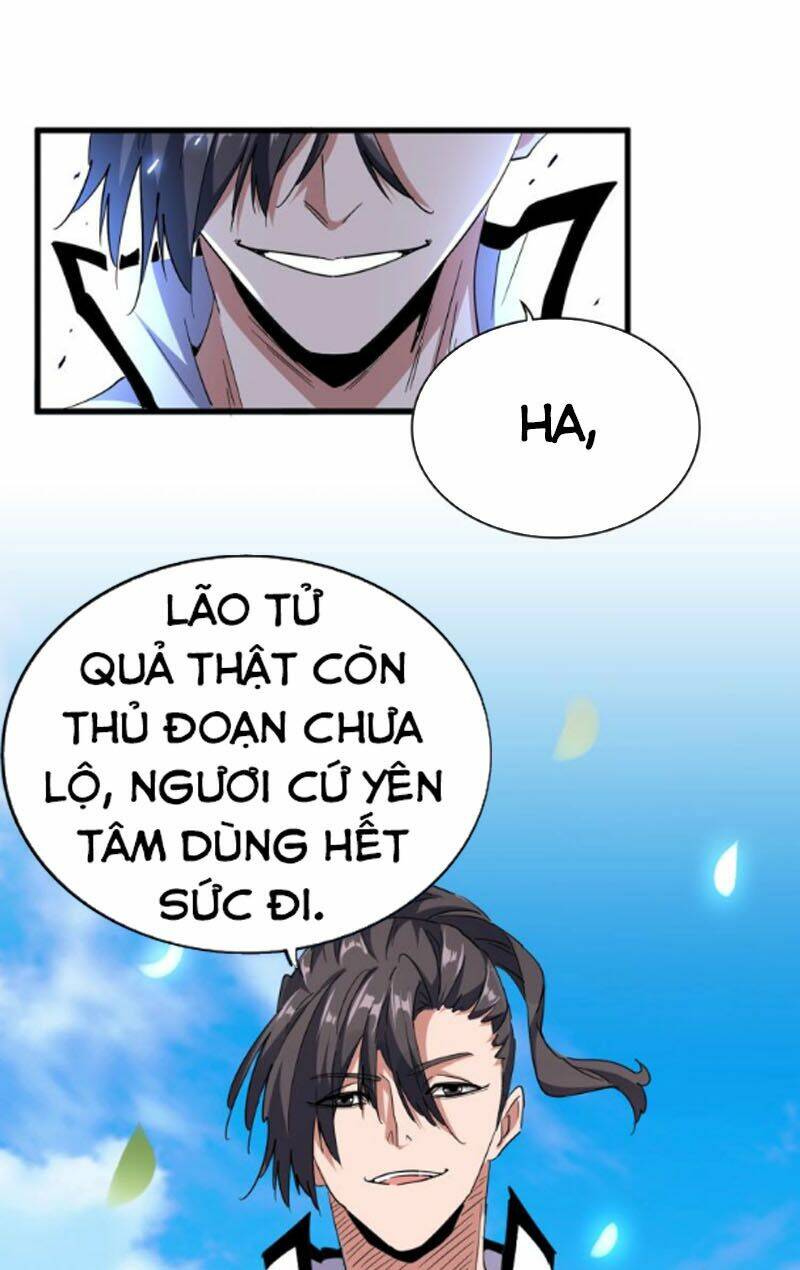 HA,
LÃO TỬ
QUẢ THẬT CÒN
THỦ ĐOẠN CHƯA
LỘ, NGƯƠI CỨ YÊN
TÂM DÙNG HẾT
SỨC ĐI.